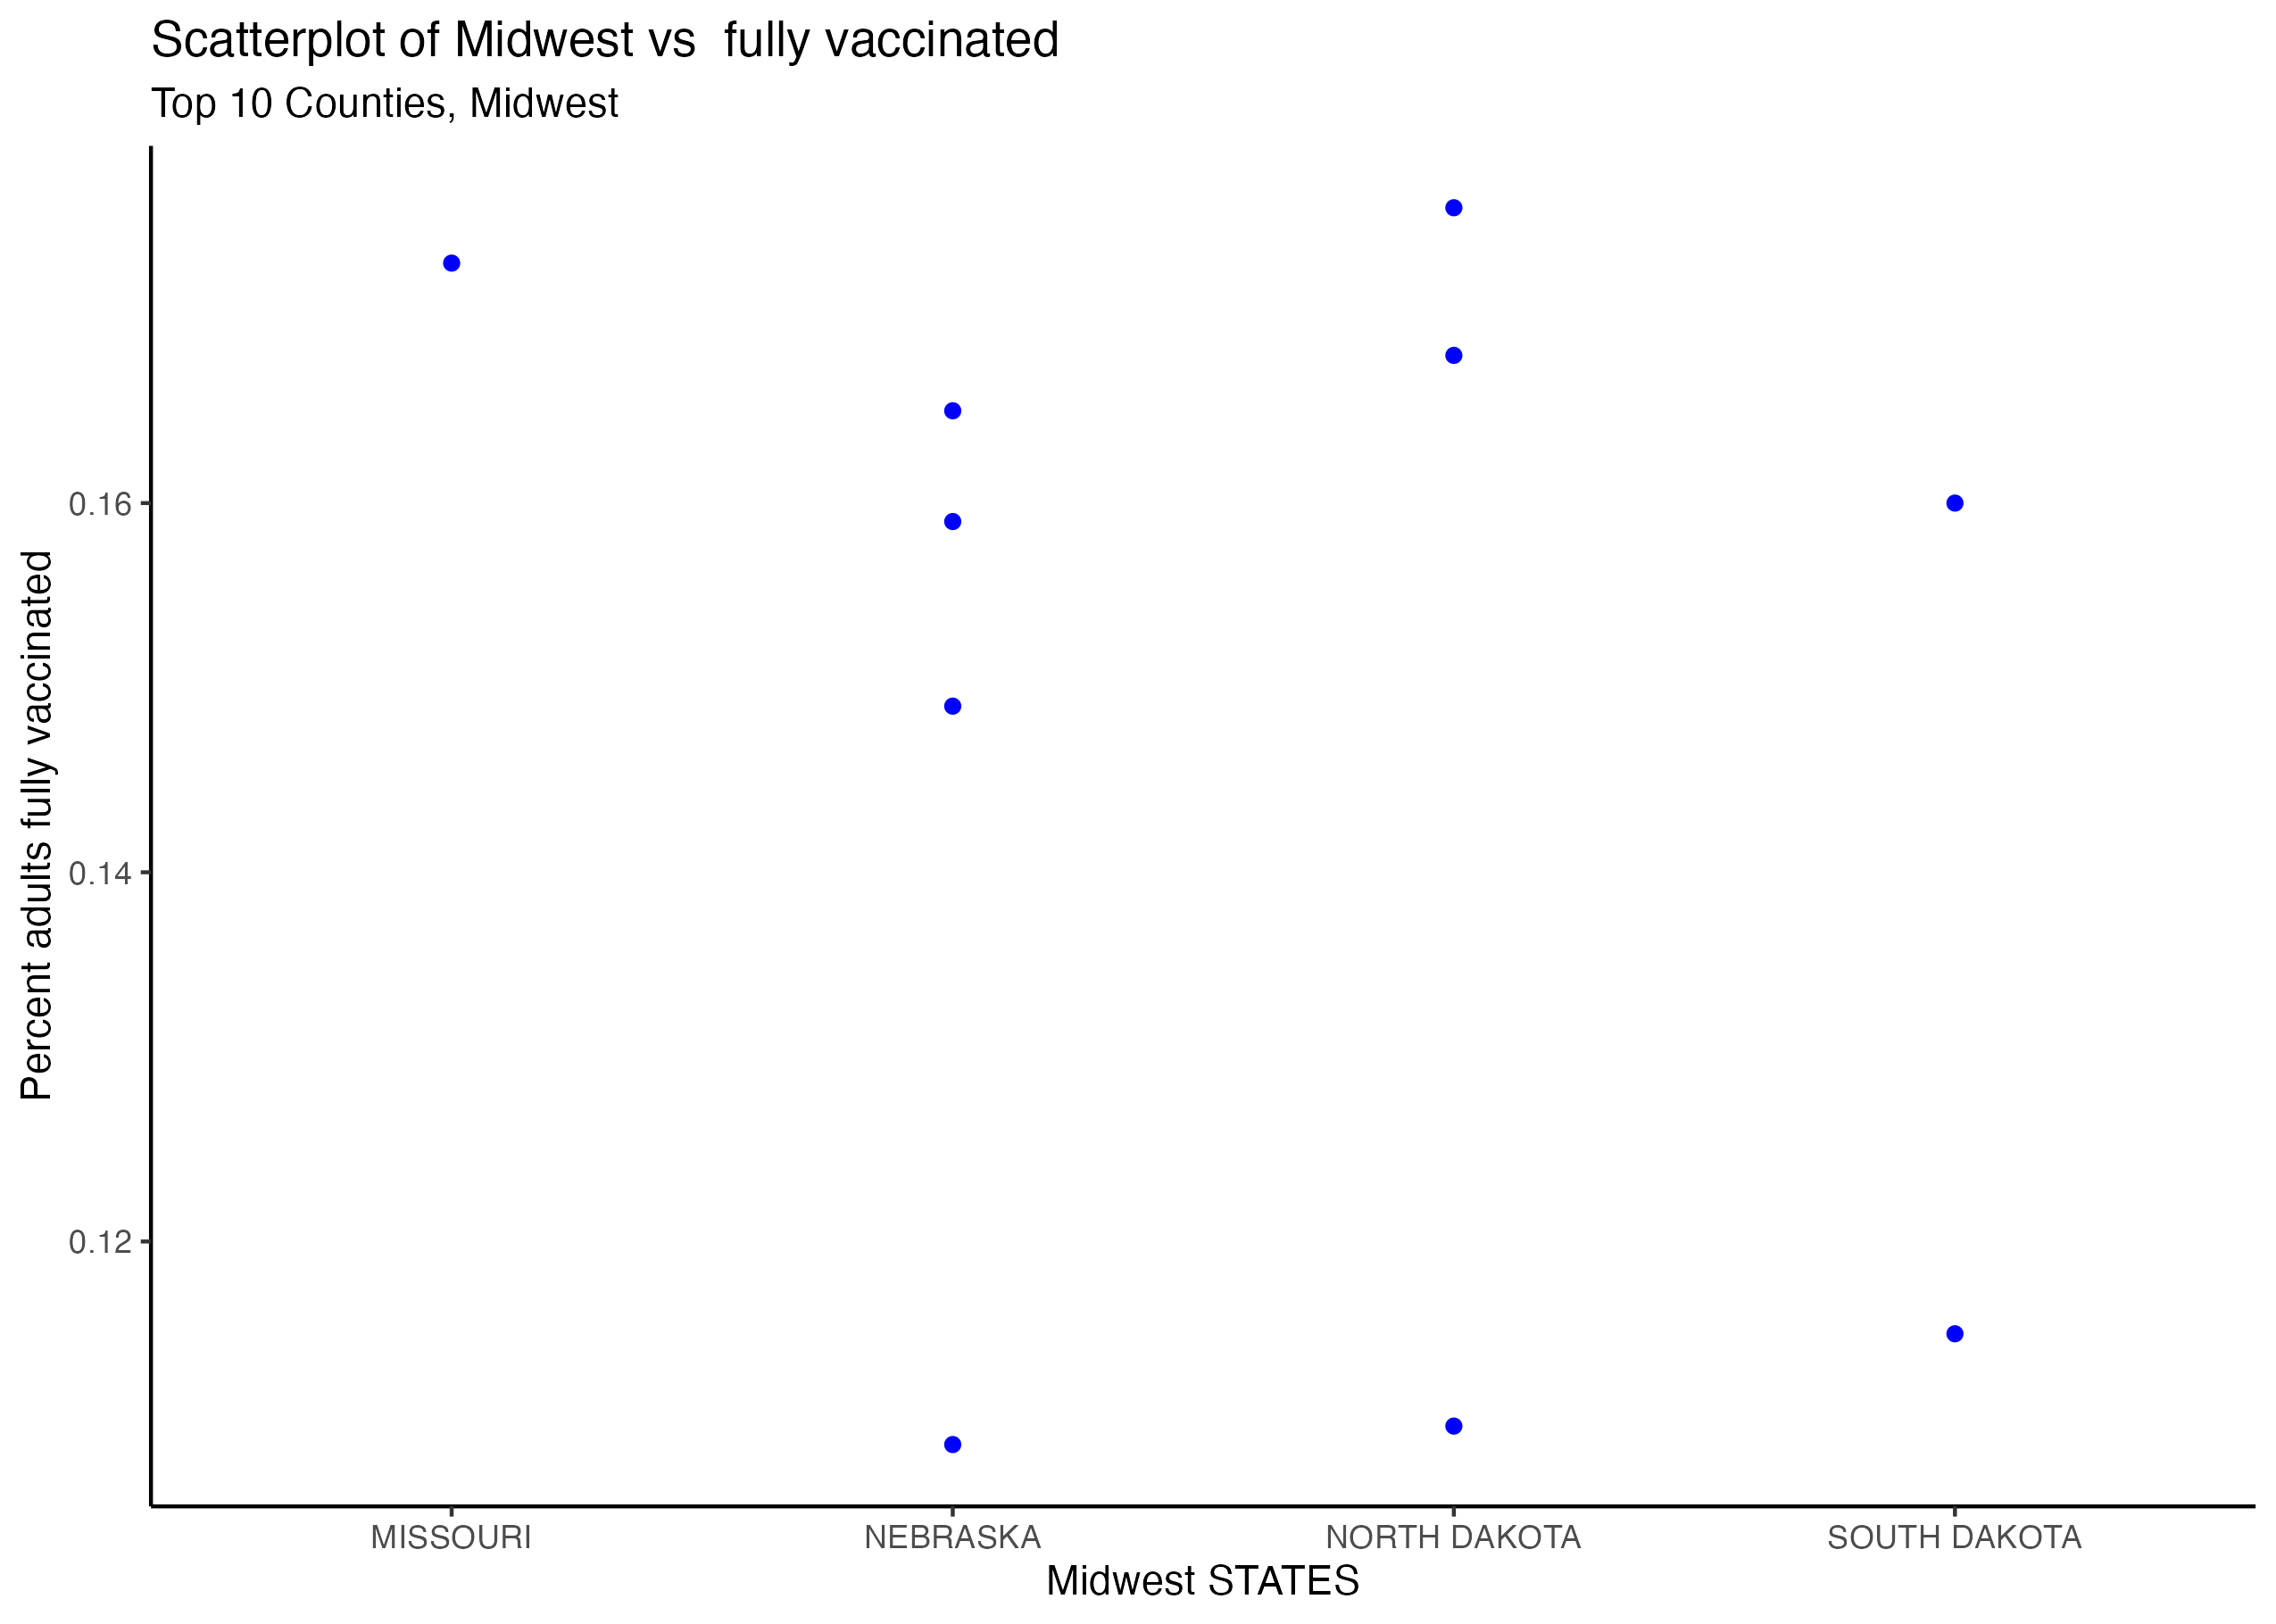 Scatterplot of Midwest vs  fully vaccinated
Top 10 Counties, Midwest
Percent adults fully vaccinated
0.16
0.14
0.12
MISSOURI
NEBRASKA
NORTH DAKOTA
SOUTH DAKOTA
Midwest STATES